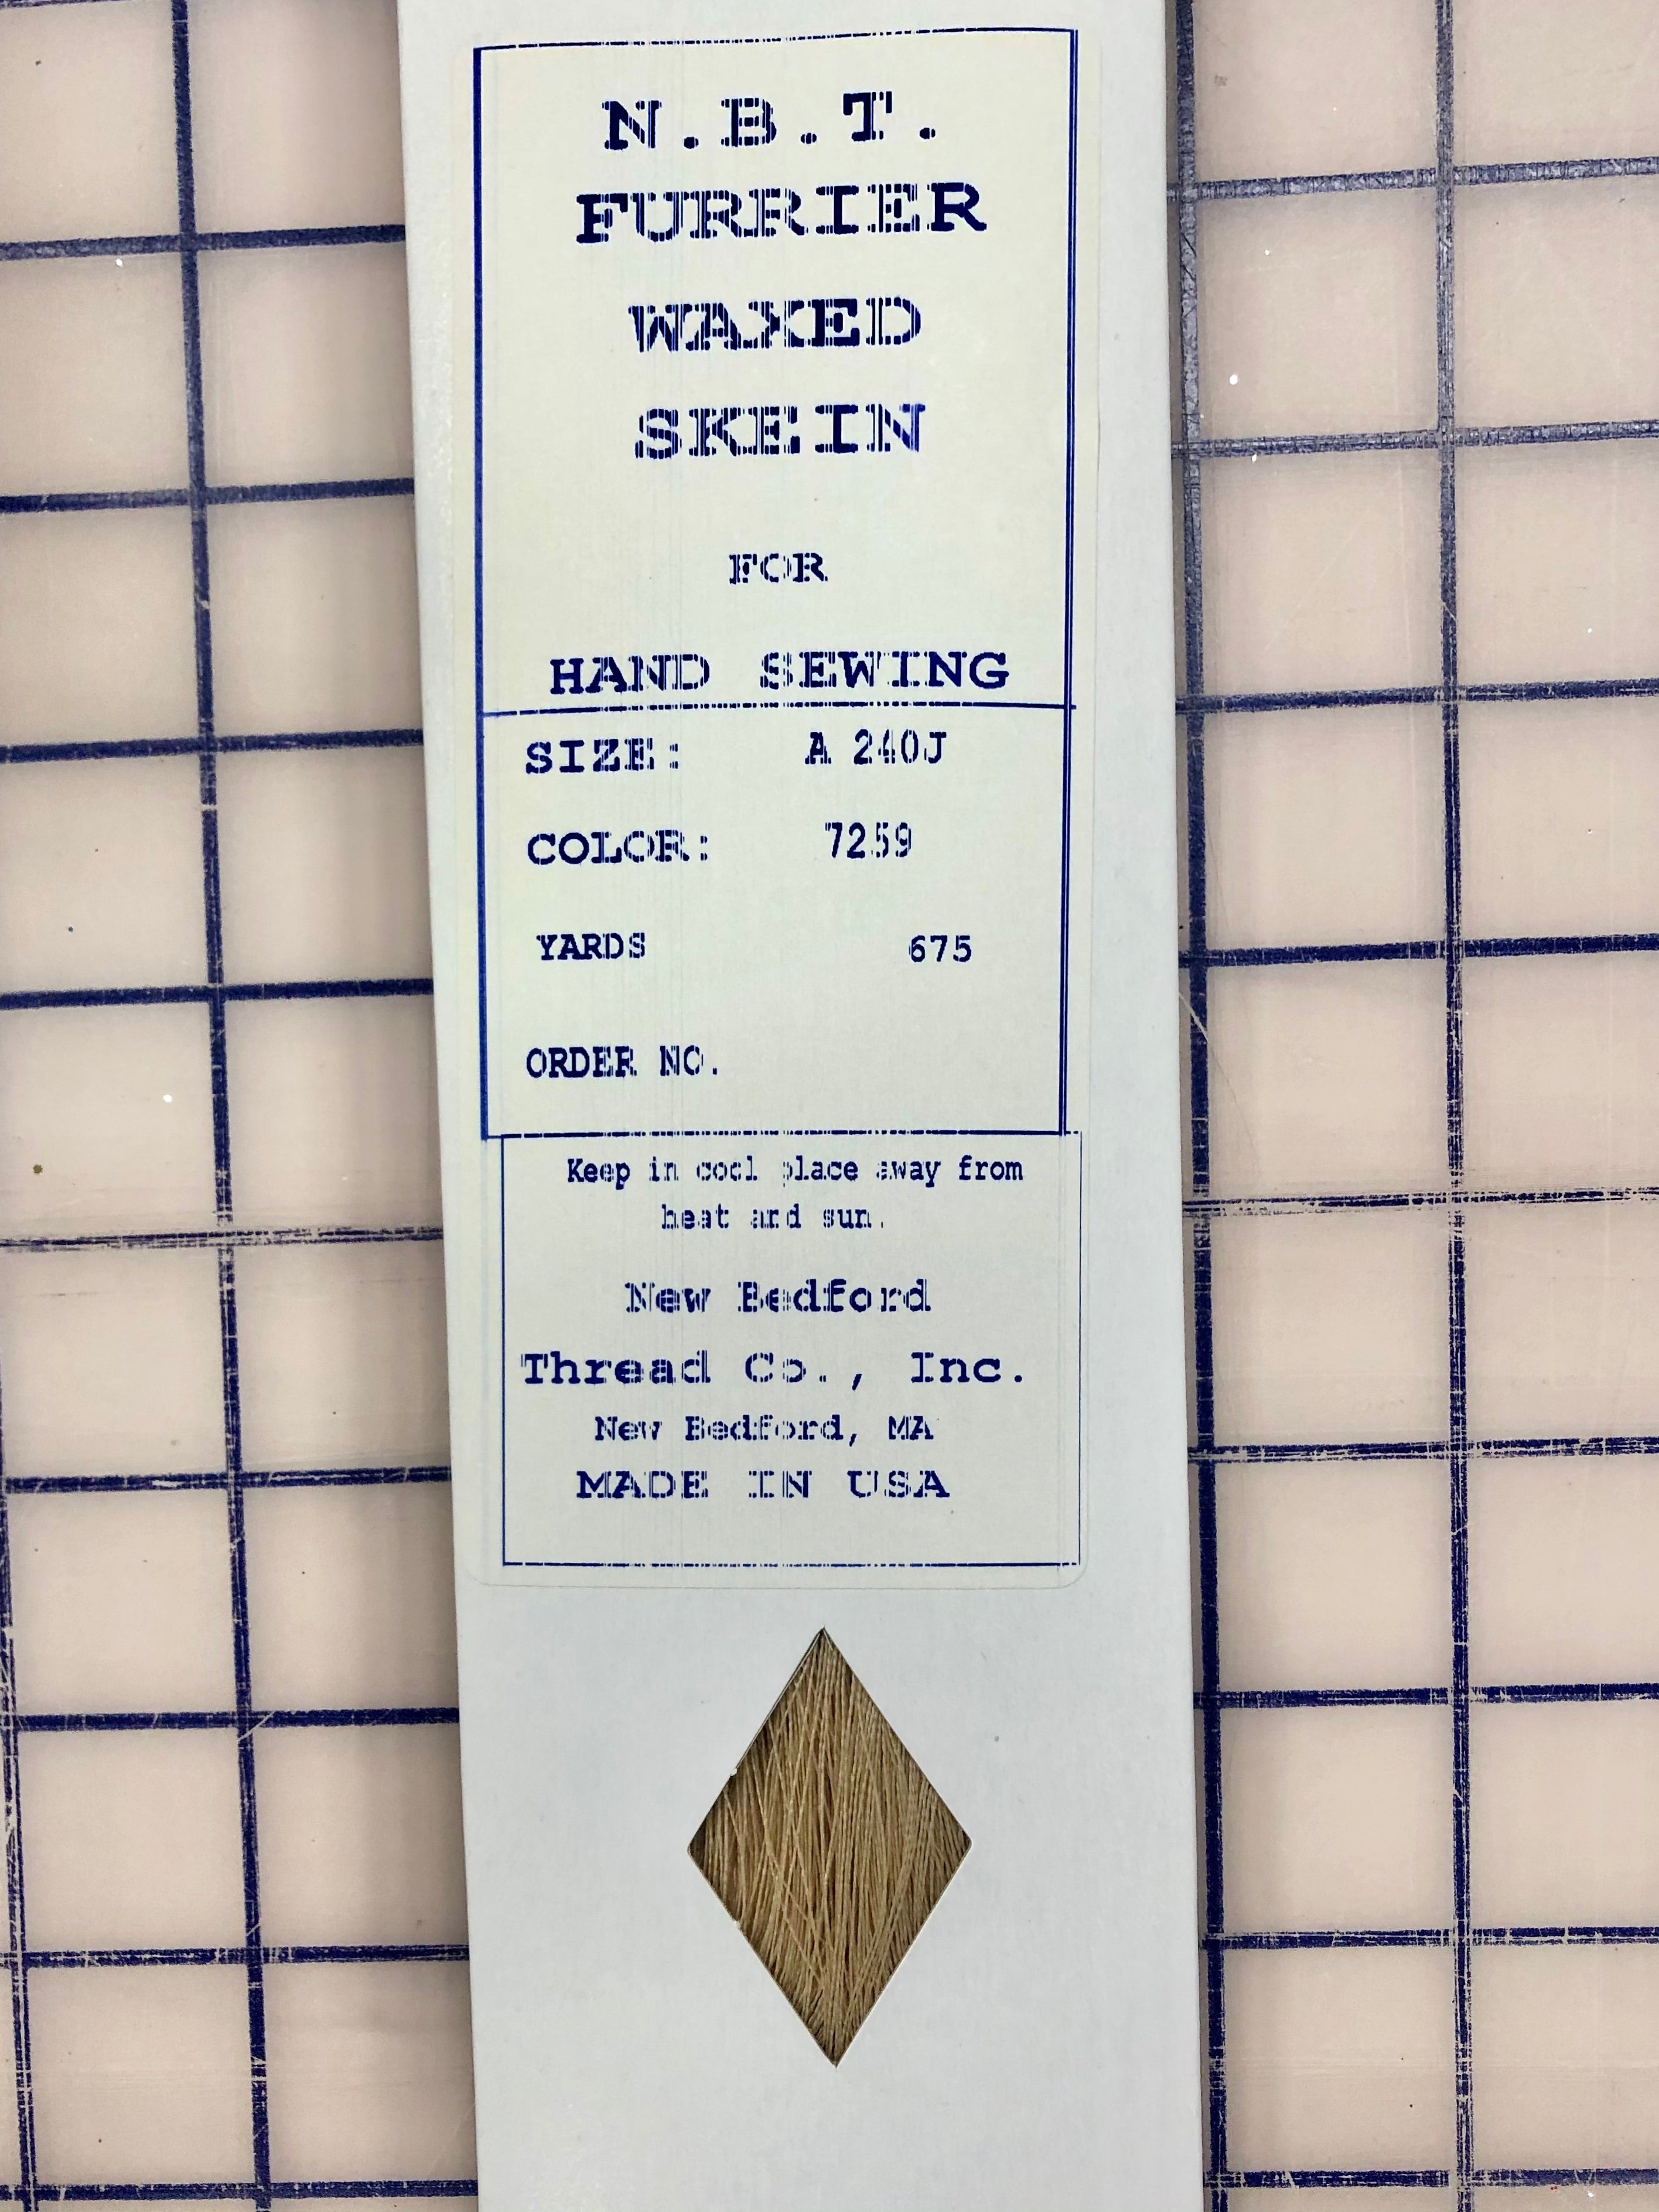 N.B.T.
FURRIER
WAXED
SKEIN
FOR
HAND SEWING
SIZE: A 240J
COLOR: 7259
YARDS 675
ORDER NO.
Keep in cool place away from
heat and sun.
New Bedford
Thread Co., Inc.
New Bedford, MA
MADE IN USA